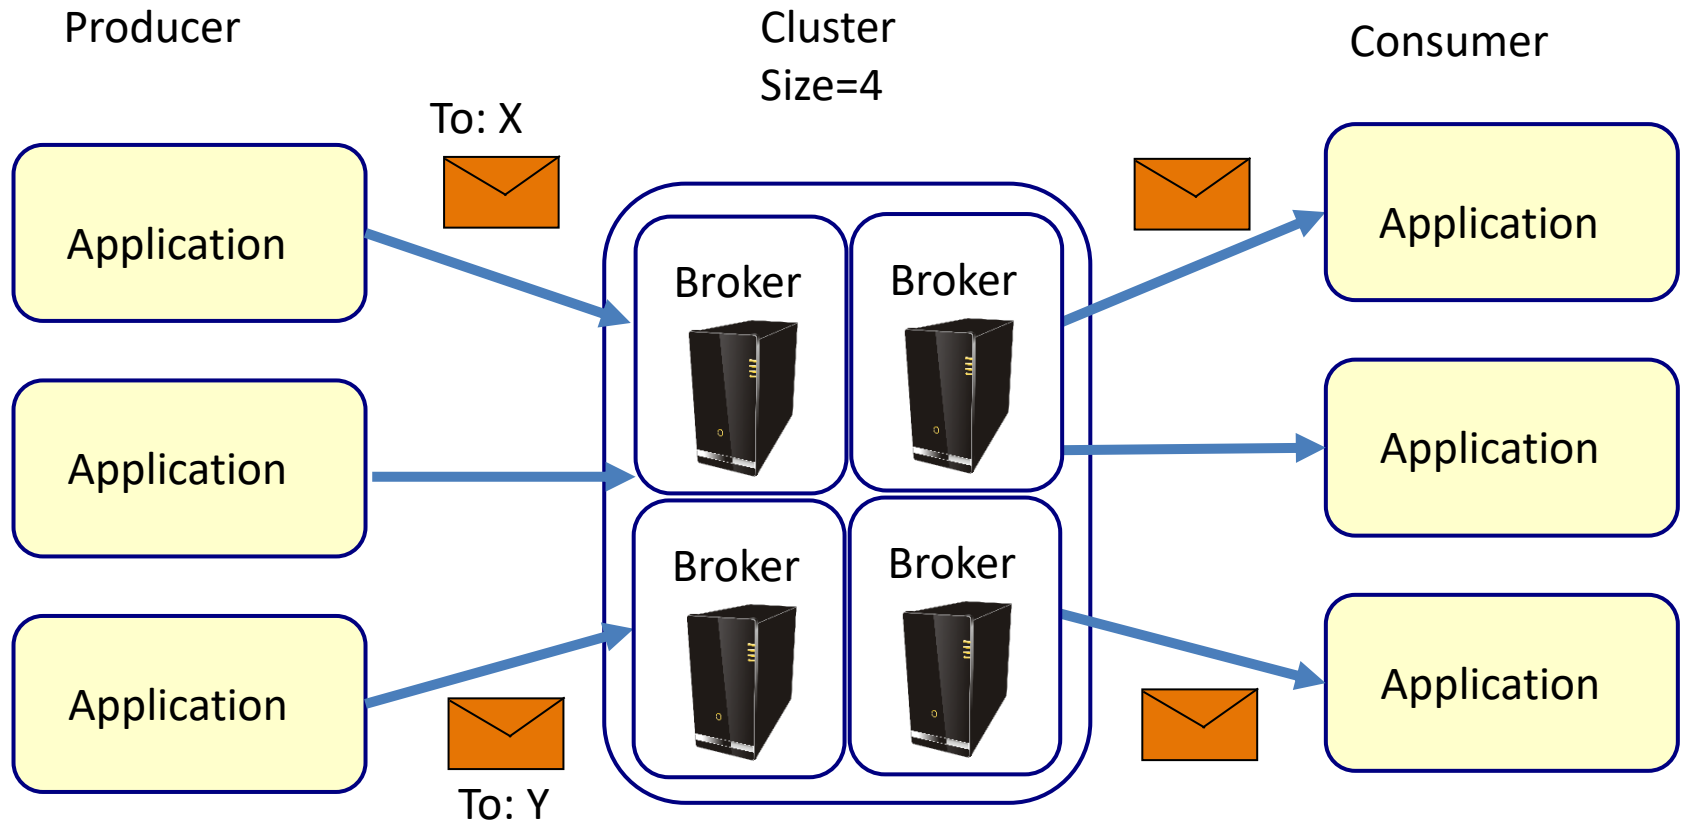 Producer
Cluster
Size=4
Consumer
To: X
Application
Application
Application
To: Y
Broker
Broker
Broker
Broker
Application
Application
Application